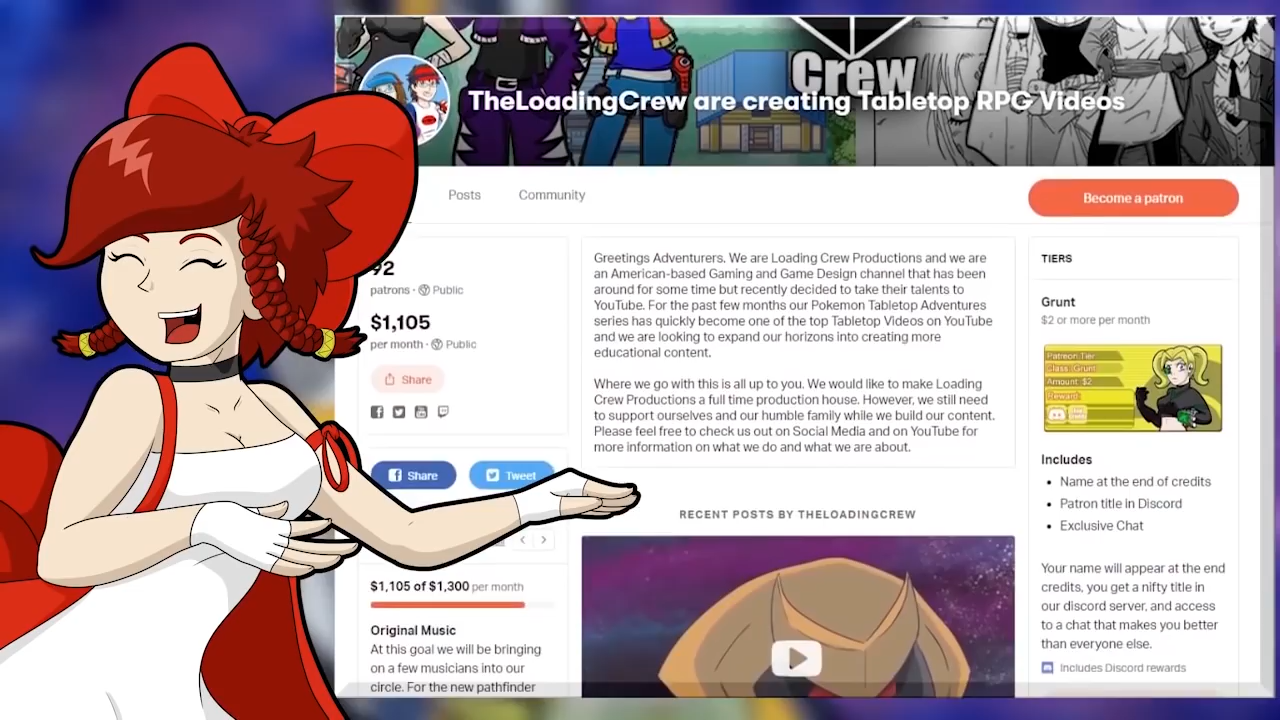 Crew
TheLoadingCrew are creating Tabletop RPG Videos
Posts
Community
Become a patron
92
patrons · Public
$1,105
per month · Public
Share
Share
Tweet
$1,105 of $1,300 per month
Original Music
At this goal we will be bringing
on a few musicians into our
circle. For the new pathfinder
Greetings Adventurers. We are Loading Crew Productions and we are
an American-based Gaming and Game Design channel that has been
around for some time but recently decided to take their talents to
YouTube. For the past few months our Pokemon Tabletop Adventures
series has quickly become one of the top Tabletop Videos on YouTube
and we are looking to expand our horizons into creating more
educational content.
Where we go with this is all up to you. We would like to make Loading
Crew Productions a full time production house. However, we still need
to support ourselves and our humble family while we build our content.
Please feel free to check us out on Social Media and on YouTube for
more information on what we do and what we are about.
RECENT POSTS BY THELOADINGCREW
TIERS
Grunt
$2 or more per month
Patreon Tier:
Class: Grunt
Amount: $2
Reward:
Includes
• Name at the end of credits
• Patron title in Discord
• Exclusive Chat
Your name will appear at the end
credits, you get a nifty title in
our discord server, and access
to a chat that makes you better
than everyone else.
Includes Discord rewards